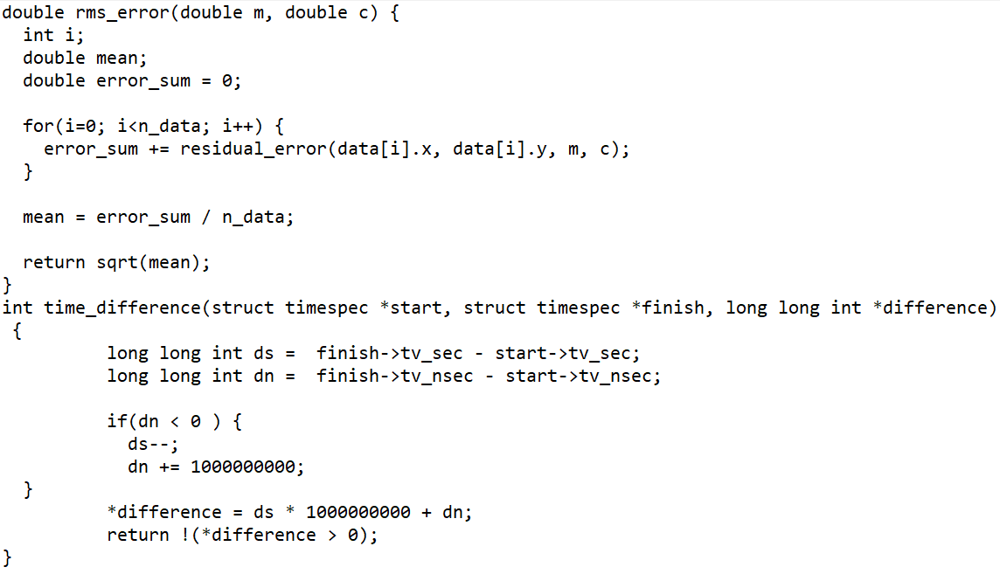 double rms_error(double m, double c) {
  int i;
  double mean;
  double error_sum = 0;

  for(i=0; i<n_data; i++) {
    error_sum += residual_error(data[i].x, data[i].y, m, c);
  }

  mean = error_sum / n_data;

  return sqrt(mean);
}
int time_difference(struct timespec *start, struct timespec *finish, long long int *difference)
 {
          long long int ds =  finish->tv_sec - start->tv_sec;
          long long int dn =  finish->tv_nsec - start->tv_nsec;

          if(dn < 0 ) {
            ds--;
            dn += 1000000000;
  }
          *difference = ds * 1000000000 + dn;
          return !(*difference > 0);
}